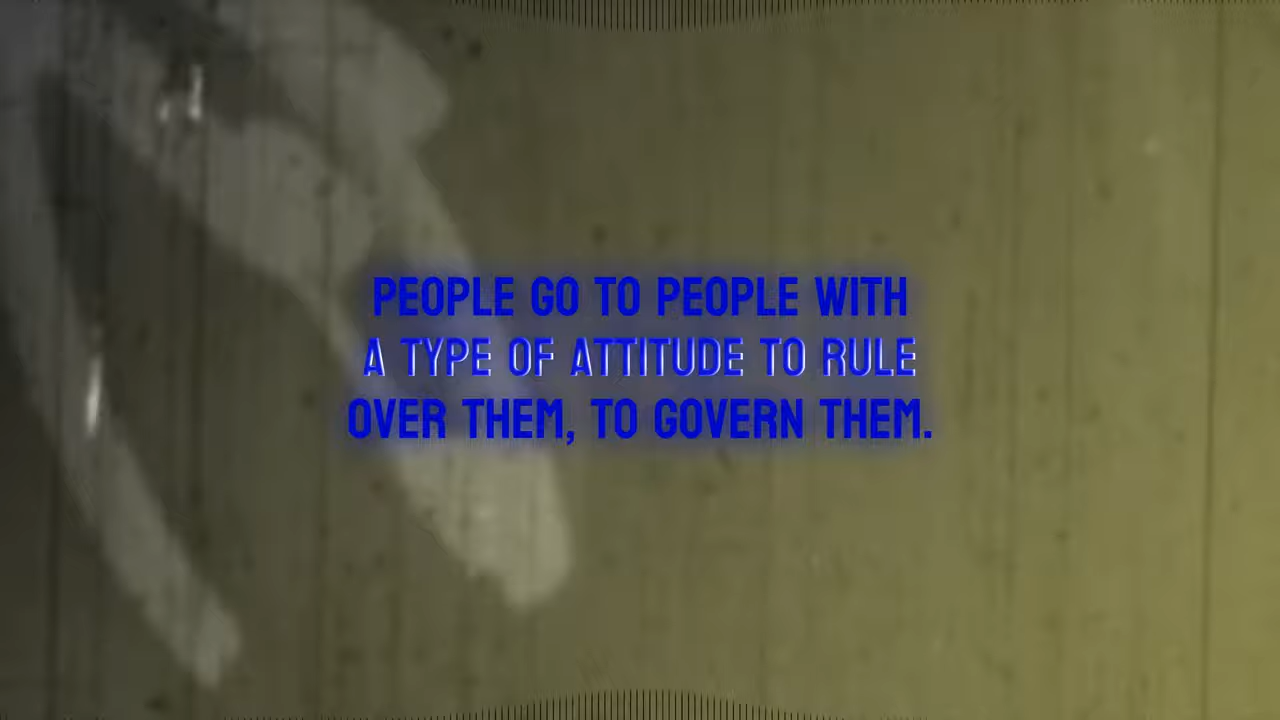 PEOPLE GO TO PEOPLE WITH
A TYPE OF ATTITUDE TO RULE
OVER THEM, TO GOVERN THEM.